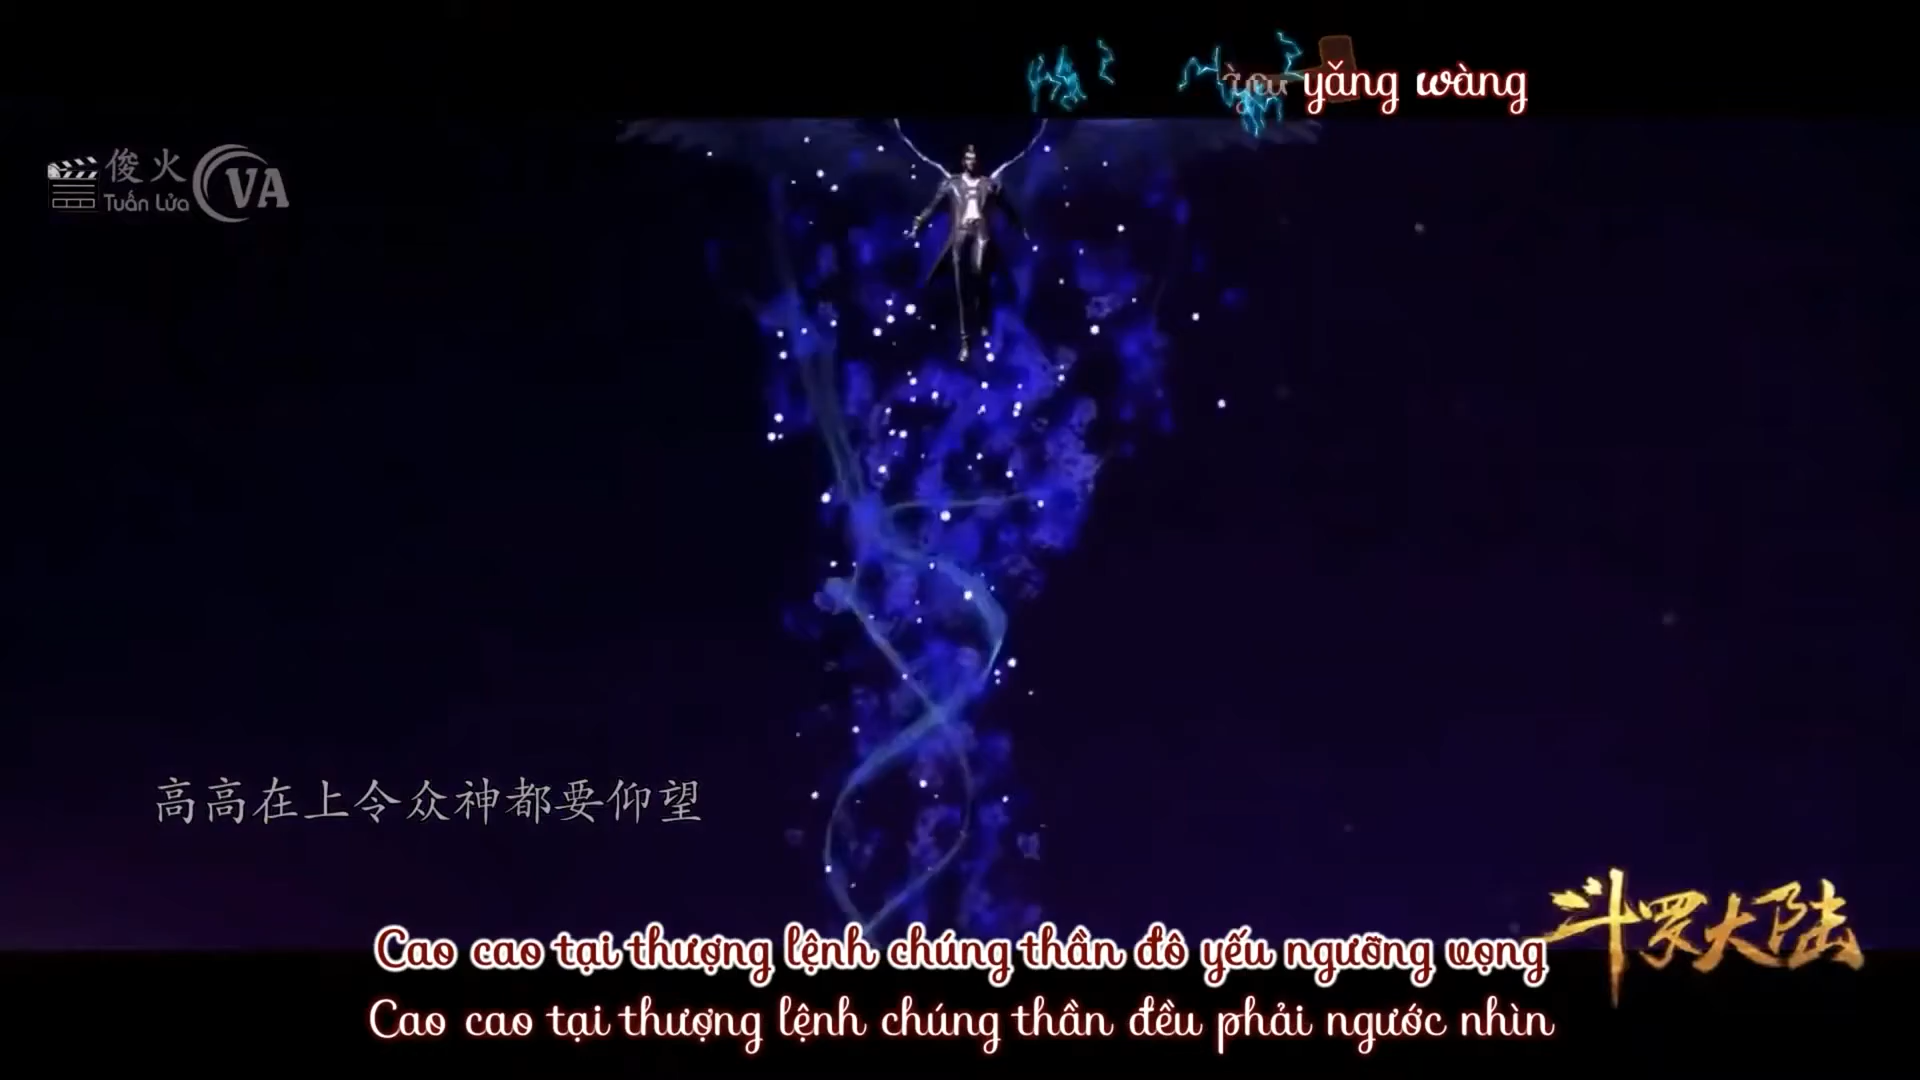 yǎng wàng
俊火
Tuấn Lửa
VA
高高在上令众神都要仰望
斗罗大陆
Cao cao tại thượng lệnh chúng thần đô yếu ngưỡng vọng
Cao cao tại thượng lệnh chúng thần đều phải ngước nhìn